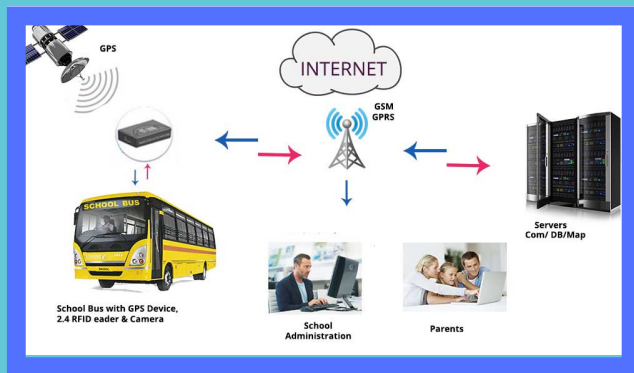 GPS
INTERNET
GSM
GPRS
SCHOOL BUS
Servers
Com/ DB/Map
School Bus with GPS Device,
2.4 RFID eader & Camera
School
Administration
Parents